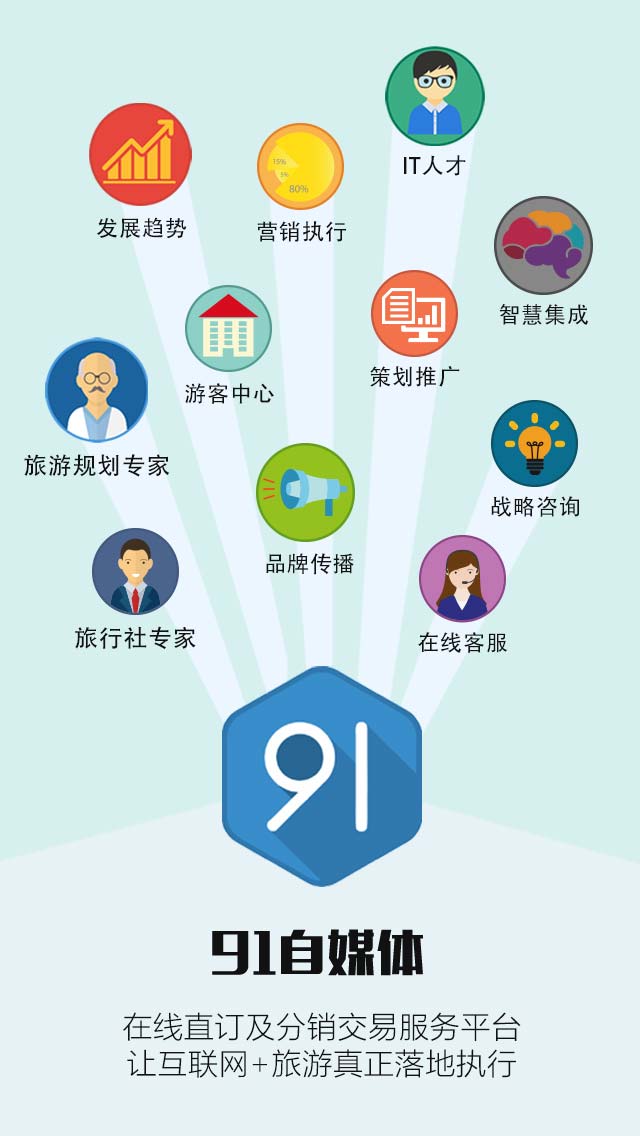 IT人才
15%
5%
80%
发展趋势
营销执行
智慧集成
游客中心
策划推广
旅游规划专家
战略咨询
品牌传播
旅行社专家
在线客服
91
91自媒体
在线直订及分销交易服务平台
让互联网+旅游真正落地执行